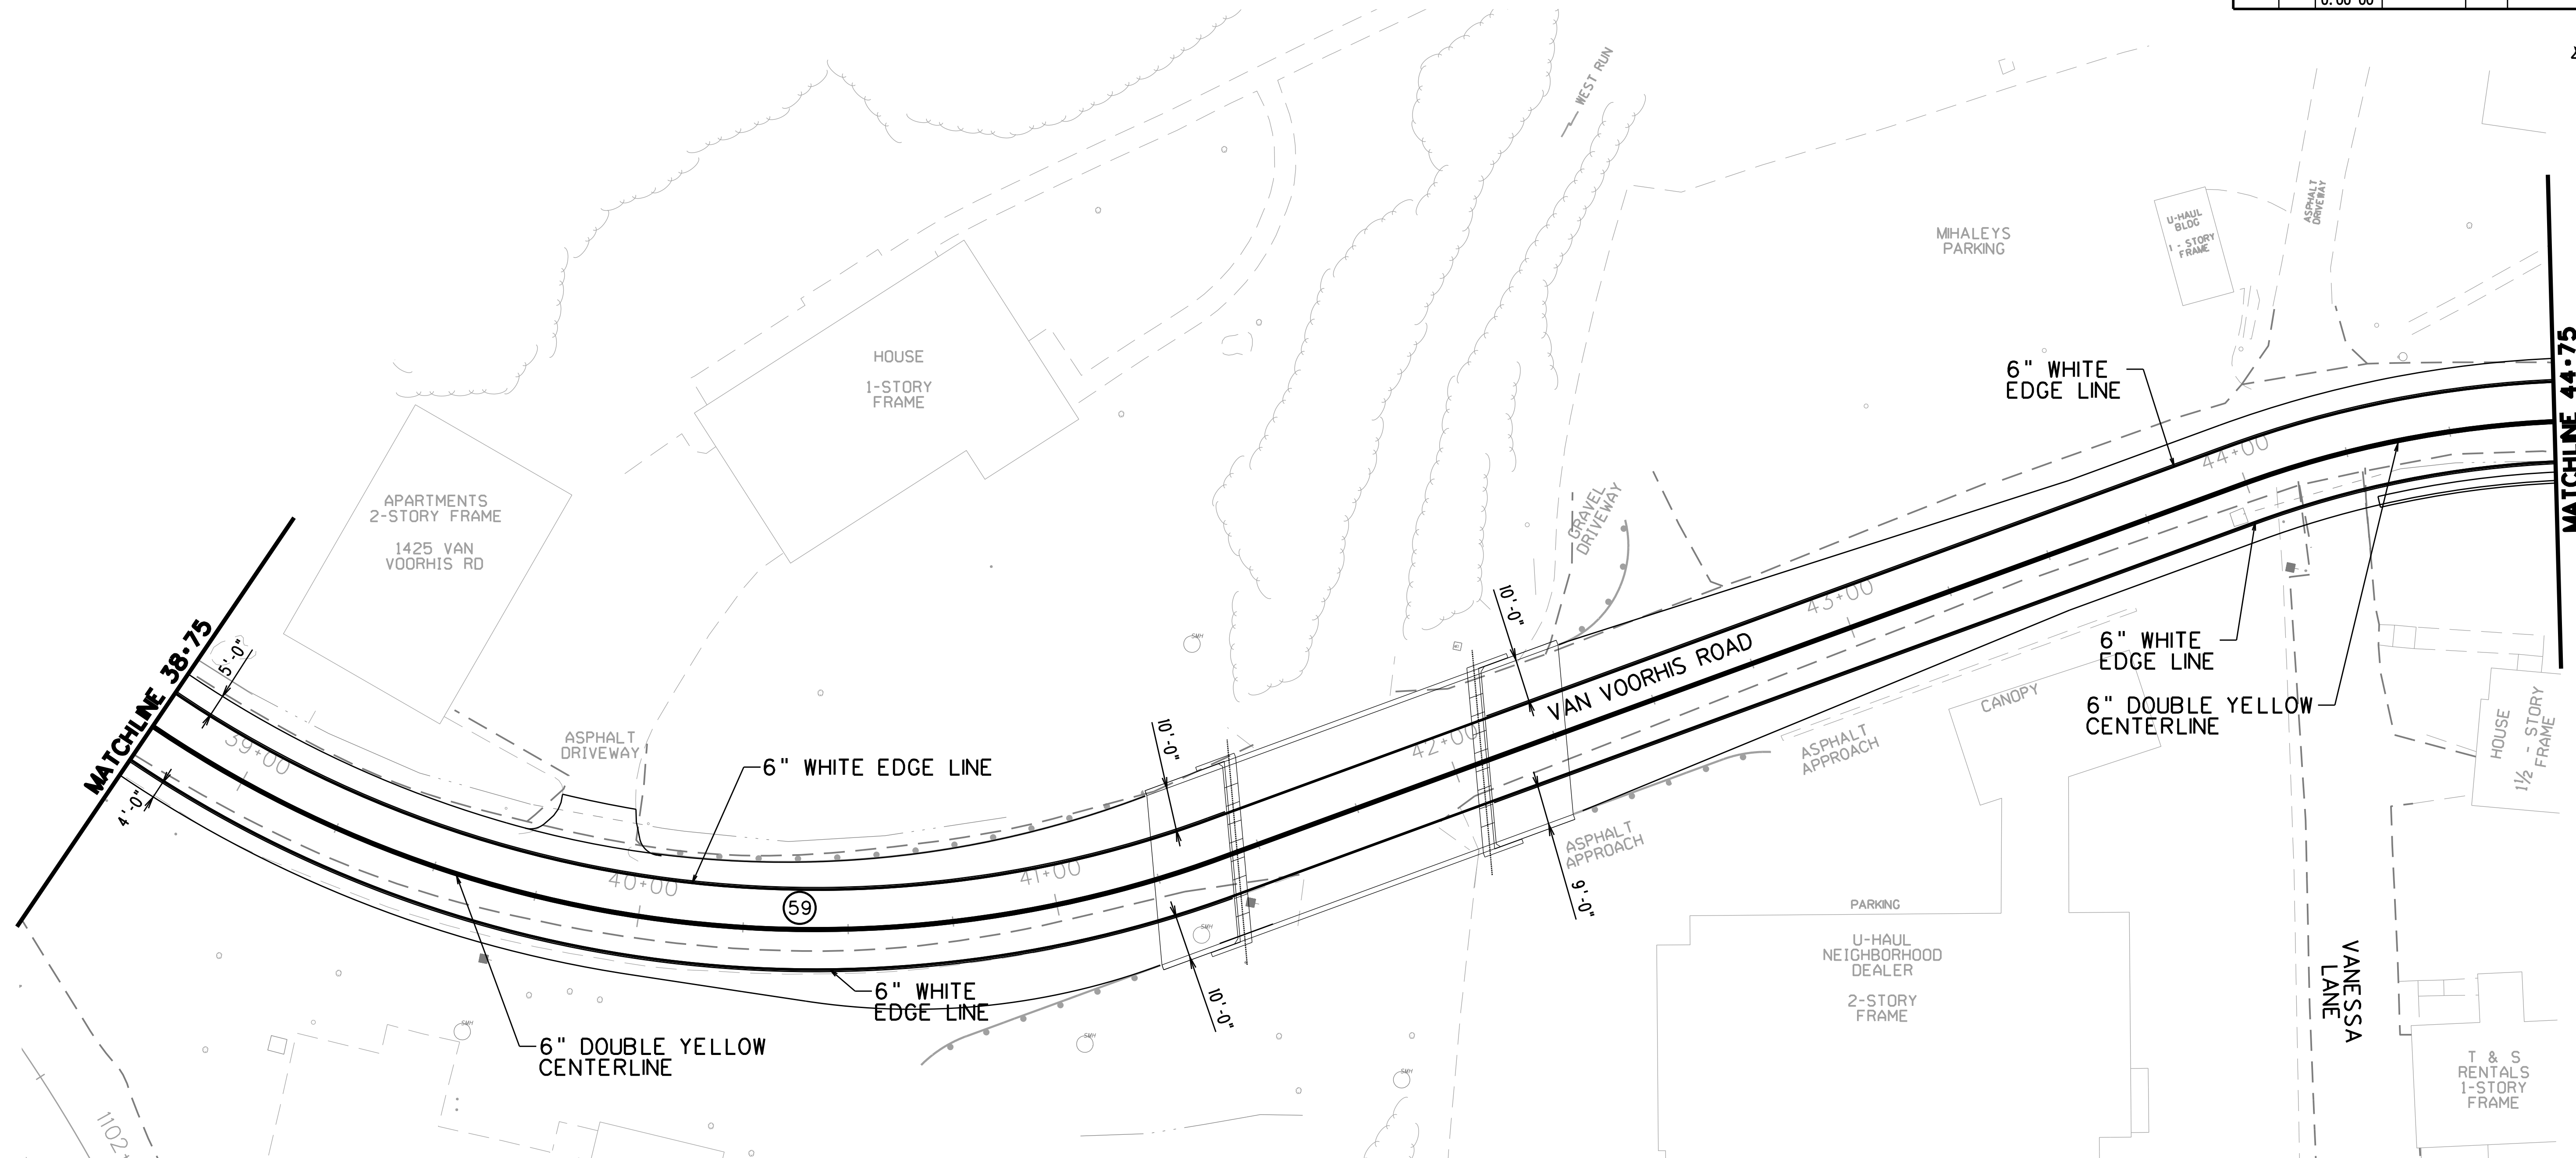 WEST RUN
MIHALEYS
PARKING
U-HAUL
BLDG
1 - STORY
FRAME
ASPHALT
DRIVEWAY
MATCHLINE 44+75
HOUSE
1-STORY
FRAME
6" WHITE
EDGE LINE
44+00
APARTMENTS
2-STORY FRAME
1425 VAN
VOORHIS RD
GRAVEL
DRIVEWAY
MATCHLINE 38+75
5'-0"
4'-0"
39+00
ASPHALT
DRIVEWAY
6" WHITE EDGE LINE
40+00
59
41+00
10'-0"
10'-0"
SMH
42+00
VAN VOORHIS ROAD
43+00
6" WHITE
EDGE LINE
6" DOUBLE YELLOW
CENTERLINE
CANOPY
ASPHALT
APPROACH
ASPHALT
APPROACH
9'-0"
HOUSE
1½ - STORY
FRAME
SMH
10'-0"
6" WHITE
EDGE LINE
6" DOUBLE YELLOW
CENTERLINE
SMH
SMH
SMH
PARKING
U-HAUL
NEIGHBORHOOD
DEALER
2-STORY
FRAME
VANESSA
LANE
T & S
RENTALS
1-STORY
FRAME